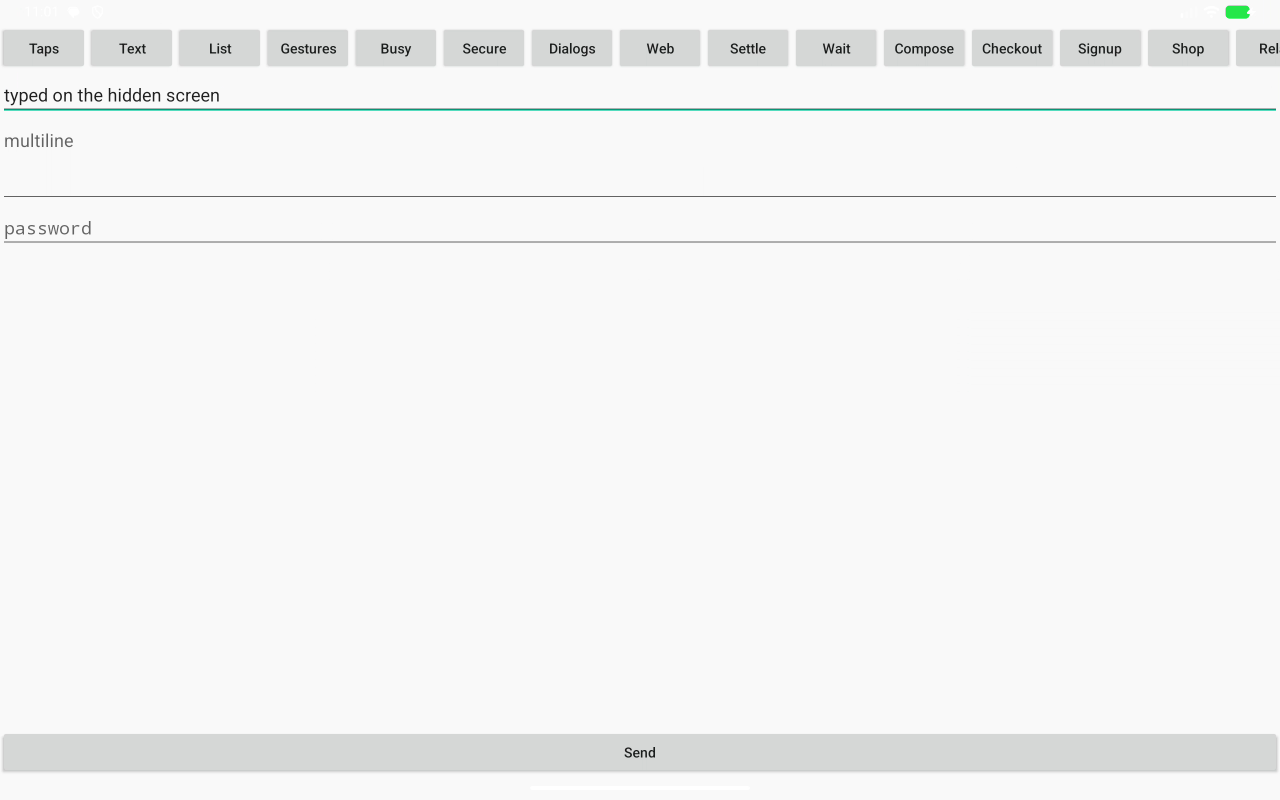 Taps Text List Gestures Busy Secure Dialogs Web Settle Wait Compose Checkout Signup Shop
typed on the hidden screen
multiline
password
Send